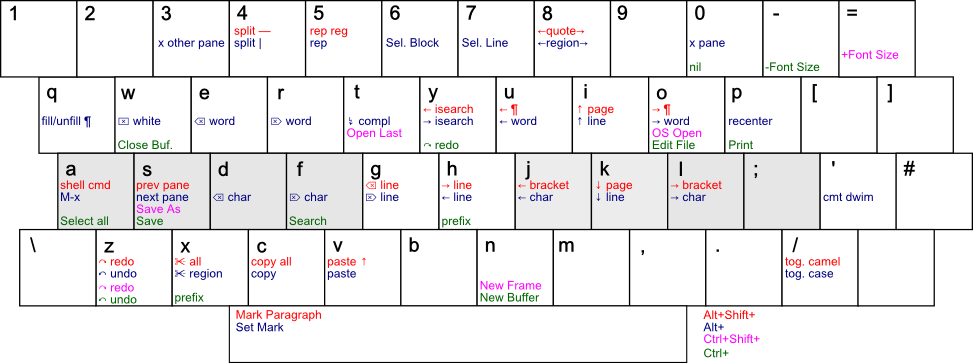 1 2 3 4 5 6 7 8 9 0 - =
split — rep reg ←quote→
x other pane split | rep Sel. Block Sel. Line ←region→ x pane
+Font Size
nil -Font Size
q w e r t y u i o p [ ]
← isearch ← ¶ ↑ page → ¶
fill/unfill ¶ ⌫ white ⌫ word ⌦ word ↯ compl → isearch ← word ↑ line → word recenter
Open Last OS Open
Close Buf. ↷ redo Edit File Print
a s d f g h j k l ; ' #
shell cmd prev pane ⌫ line → line ← bracket ↓ page → bracket
M-x next pane ⌫ char ⌦ char ⌦ line ← line ← char ↓ line → char cmt dwim
Save As
Select all Save Search prefix
\ z x c v b n m , . /
↷ redo ✂ all copy all paste ↑ tog. camel
↶ undo ✂ region copy paste tog. case
↷ redo New Frame
↶ undo prefix New Buffer
Mark Paragraph Alt+Shift+
Set Mark Alt+
Ctrl+Shift+
Ctrl+